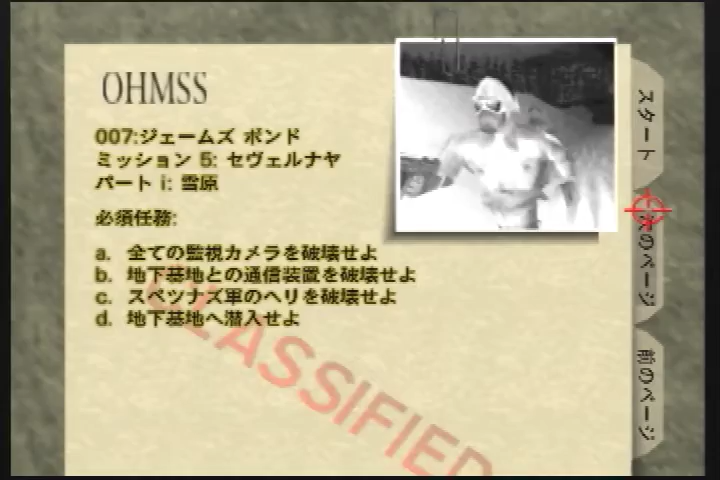 OHMSS
007:ジェームズ ボンド
ミッション 5: セヴェルナヤ
パート i: 雪原
必須任務:
a. 全ての監視カメラを破壊せよ
b. 地下基地との通信装置を破壊せよ
c. スペツナズ軍のヘリを破壊せよ
d. 地下基地へ潜入せよ
CLASSIFIED
スタート
次のページ
前のページ